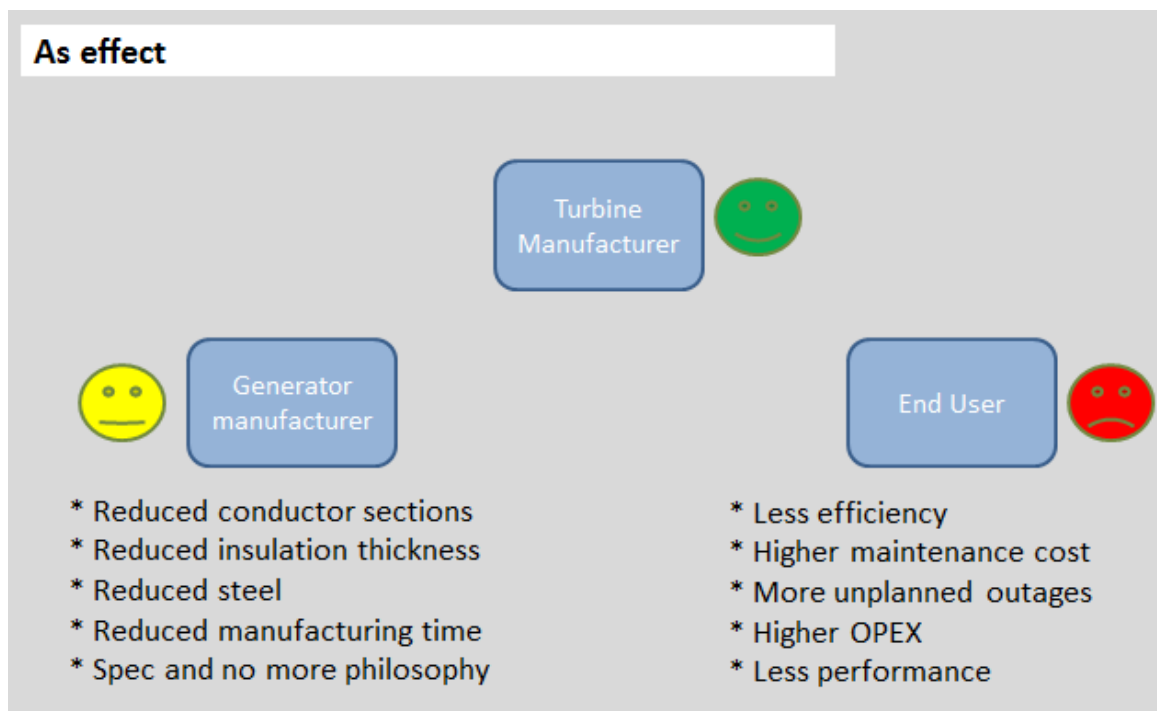 As effect
Turbine
Manufacturer
Generator
manufacturer
End User
* Reduced conductor sections
* Reduced insulation thickness
* Reduced steel
* Reduced manufacturing time
* Spec and no more philosophy
* Less efficiency
* Higher maintenance cost
* More unplanned outages
* Higher OPEX
* Less performance